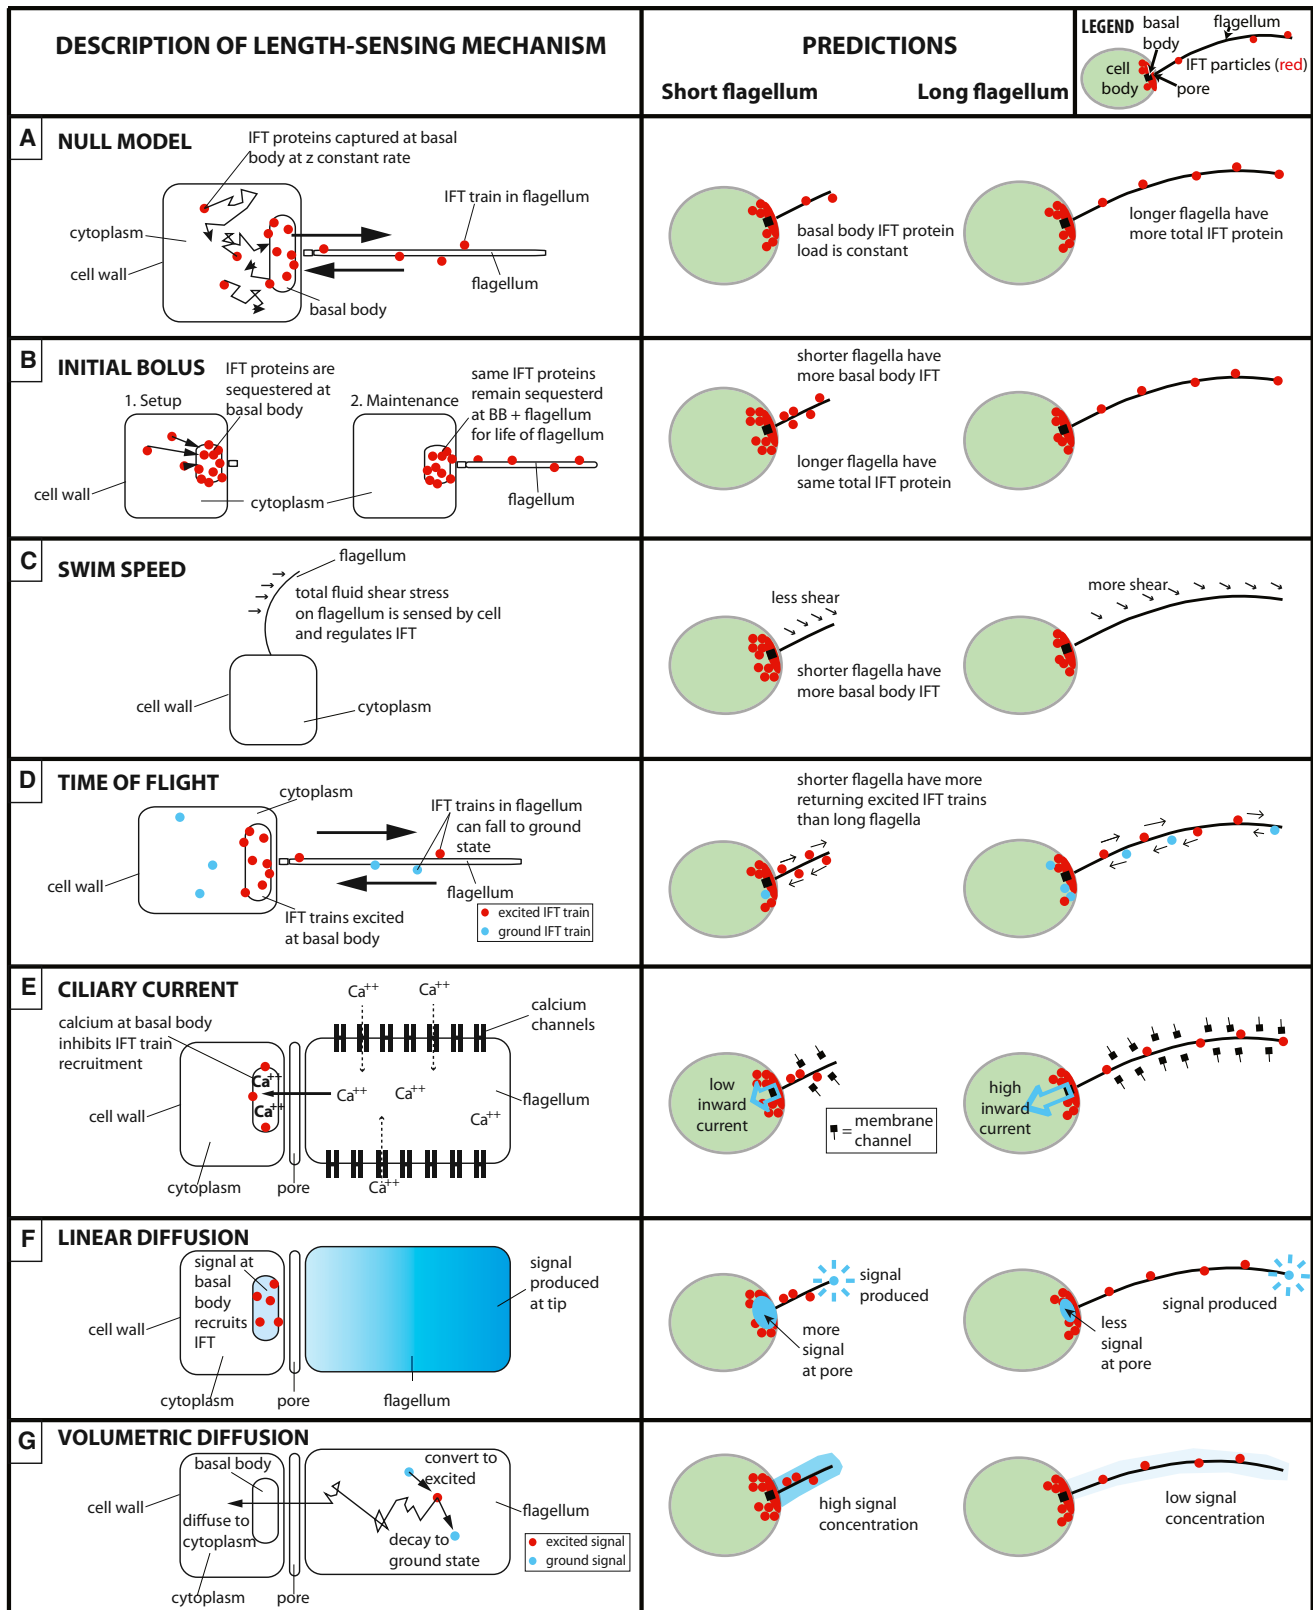 DESCRIPTION OF LENGTH-SENSING MECHANISM
PREDICTIONS
Short flagellum
Long flagellum
LEGEND
basal
body
flagellum
cell
body
IFT particles (red)
pore
A
NULL MODEL
IFT proteins captured at basal
body at z constant rate
IFT train in flagellum
cytoplasm
cell wall
flagellum
basal body
basal body IFT protein
load is constant
longer flagella have
more total IFT protein
B
INITIAL BOLUS
1. Setup
IFT proteins are
sequestered at
basal body
2. Maintenance
same IFT proteins
remain sequesterd
at BB + flagellum
for life of flagellum
cell wall
cytoplasm
flagellum
shorter flagella have
more basal body IFT
longer flagella have
same total IFT protein
C
SWIM SPEED
flagellum
total fluid shear stress
on flagellum is sensed by cell
and regulates IFT
cell wall
cytoplasm
less shear
shorter flagella have
more basal body IFT
more shear
D
TIME OF FLIGHT
cytoplasm
IFT trains in flagellum
can fall to ground
state
cell wall
flagellum
IFT trains excited
at basal body
excited IFT train
ground IFT train
shorter flagella have more
returning excited IFT trains
than long flagella
E
CILIARY CURRENT
calcium at basal body
inhibits IFT train
recruitment
Ca++
Ca++
calcium
channels
Ca++
Ca++
Ca++
Ca++
Ca++
Ca++
cell wall
flagellum
cytoplasm
pore
low
inward
current
= membrane
channel
high
inward
current
F
LINEAR DIFFUSION
signal at
basal
body
recruits
IFT
signal
produced
at tip
cell wall
cytoplasm
pore
flagellum
signal
produced
more
signal
at pore
signal produced
less
signal
at pore
G
VOLUMETRIC DIFFUSION
basal body
convert to
excited
cell wall
flagellum
diffuse to
cytoplasm
decay to
ground state
excited signal
ground signal
cytoplasm
pore
high signal
concentration
low signal
concentration